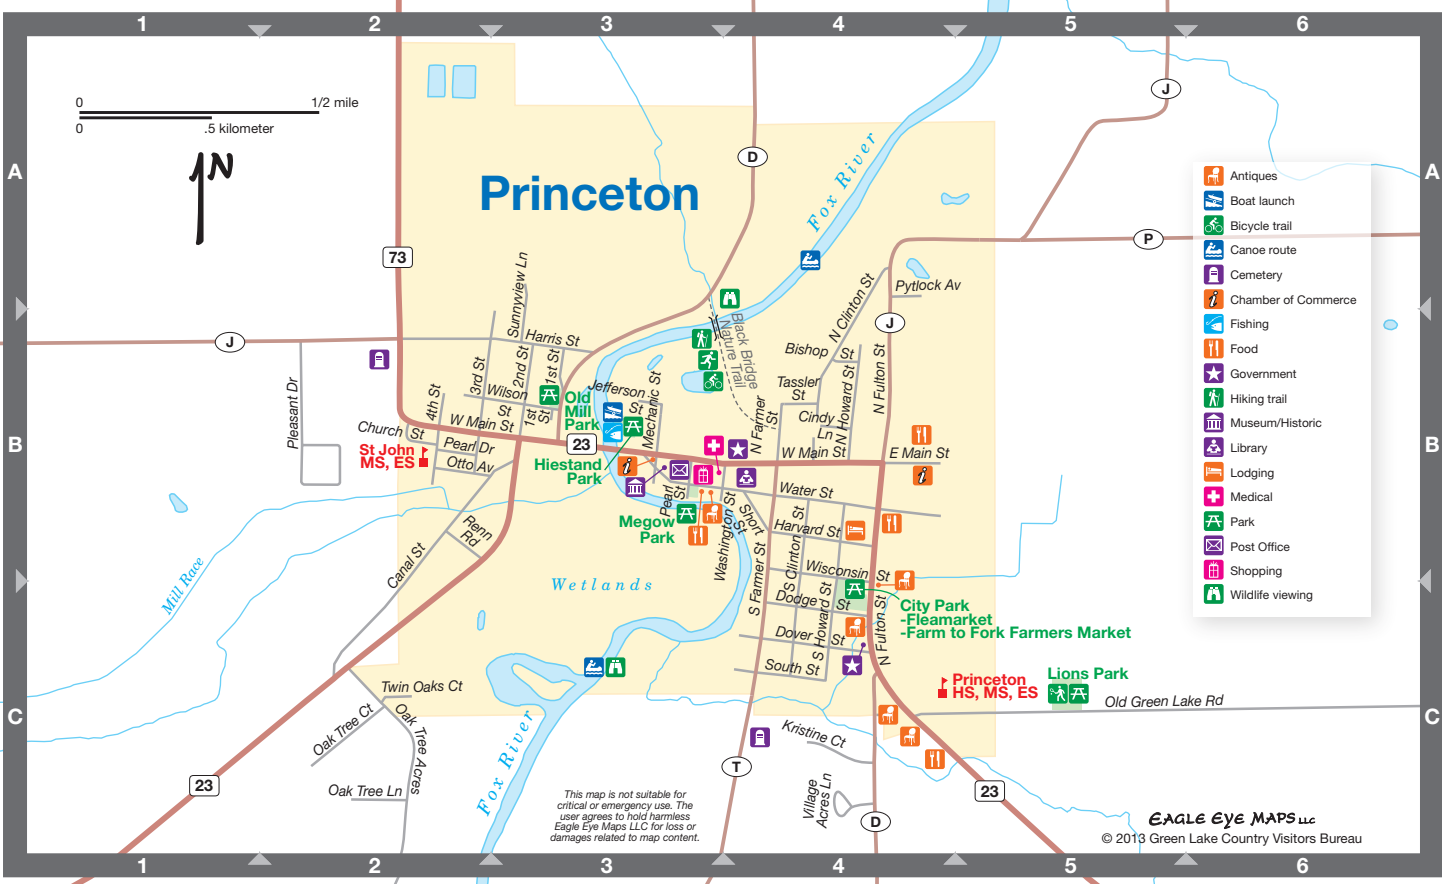 1 2 3 4 5 6
0 1/2 mile
0 .5 kilometer
N
A
A
B
B
C
C
Princeton
Fox River
D
J
P
73
J
J
Antiques
Boat launch
Bicycle trail
Canoe route
Cemetery
Chamber of Commerce
Fishing
Food
Government
Hiking trail
Museum/Historic
Library
Lodging
Medical
Park
Post Office
Shopping
Wildlife viewing
Sunnyview Ln
Harris St
Pytlock Av
N Clinton St
Black Bridge
Nature Trail
Bishop St
Tassler
St
Cindy
Ln
N Howard St
N Fulton St
N Farmer
St
Pleasant Dr
4th St
3rd St
2nd St
1st St
Wilson
St
1st
St
Jefferson
St
Mechanic St
Old
Mill
Park
W Main St
Church St
Pearl Dr
Otto Av
St John
MS, ES
23
Hiestand
Park
W Main St
E Main St
Water St
Pearl
St
Washington St
Short
St
Harvard St
S Clinton St
Wisconsin St
Dodge St
S Farmer St
S Howard St
Dover St
South St
N Fulton St
Megow
Park
Renn
Rd
Canal St
Mill Race
Wetlands
City Park
-Fleamarket
-Farm to Fork Farmers Market
Princeton
HS, MS, ES
Lions Park
Old Green Lake Rd
Twin Oaks Ct
Oak Tree Ct
Oak Tree Acres
Oak Tree Ln
Fox River
Kristine Ct
Village
Acres Ln
23
T
D
23
This map is not suitable for
critical or emergency use. The
user agrees to hold harmless
Eagle Eye Maps LLC for loss or
damages related to map content.
EAGLE EYE MAPS LLC
© 2013 Green Lake Country Visitors Bureau
1 2 3 4 5 6